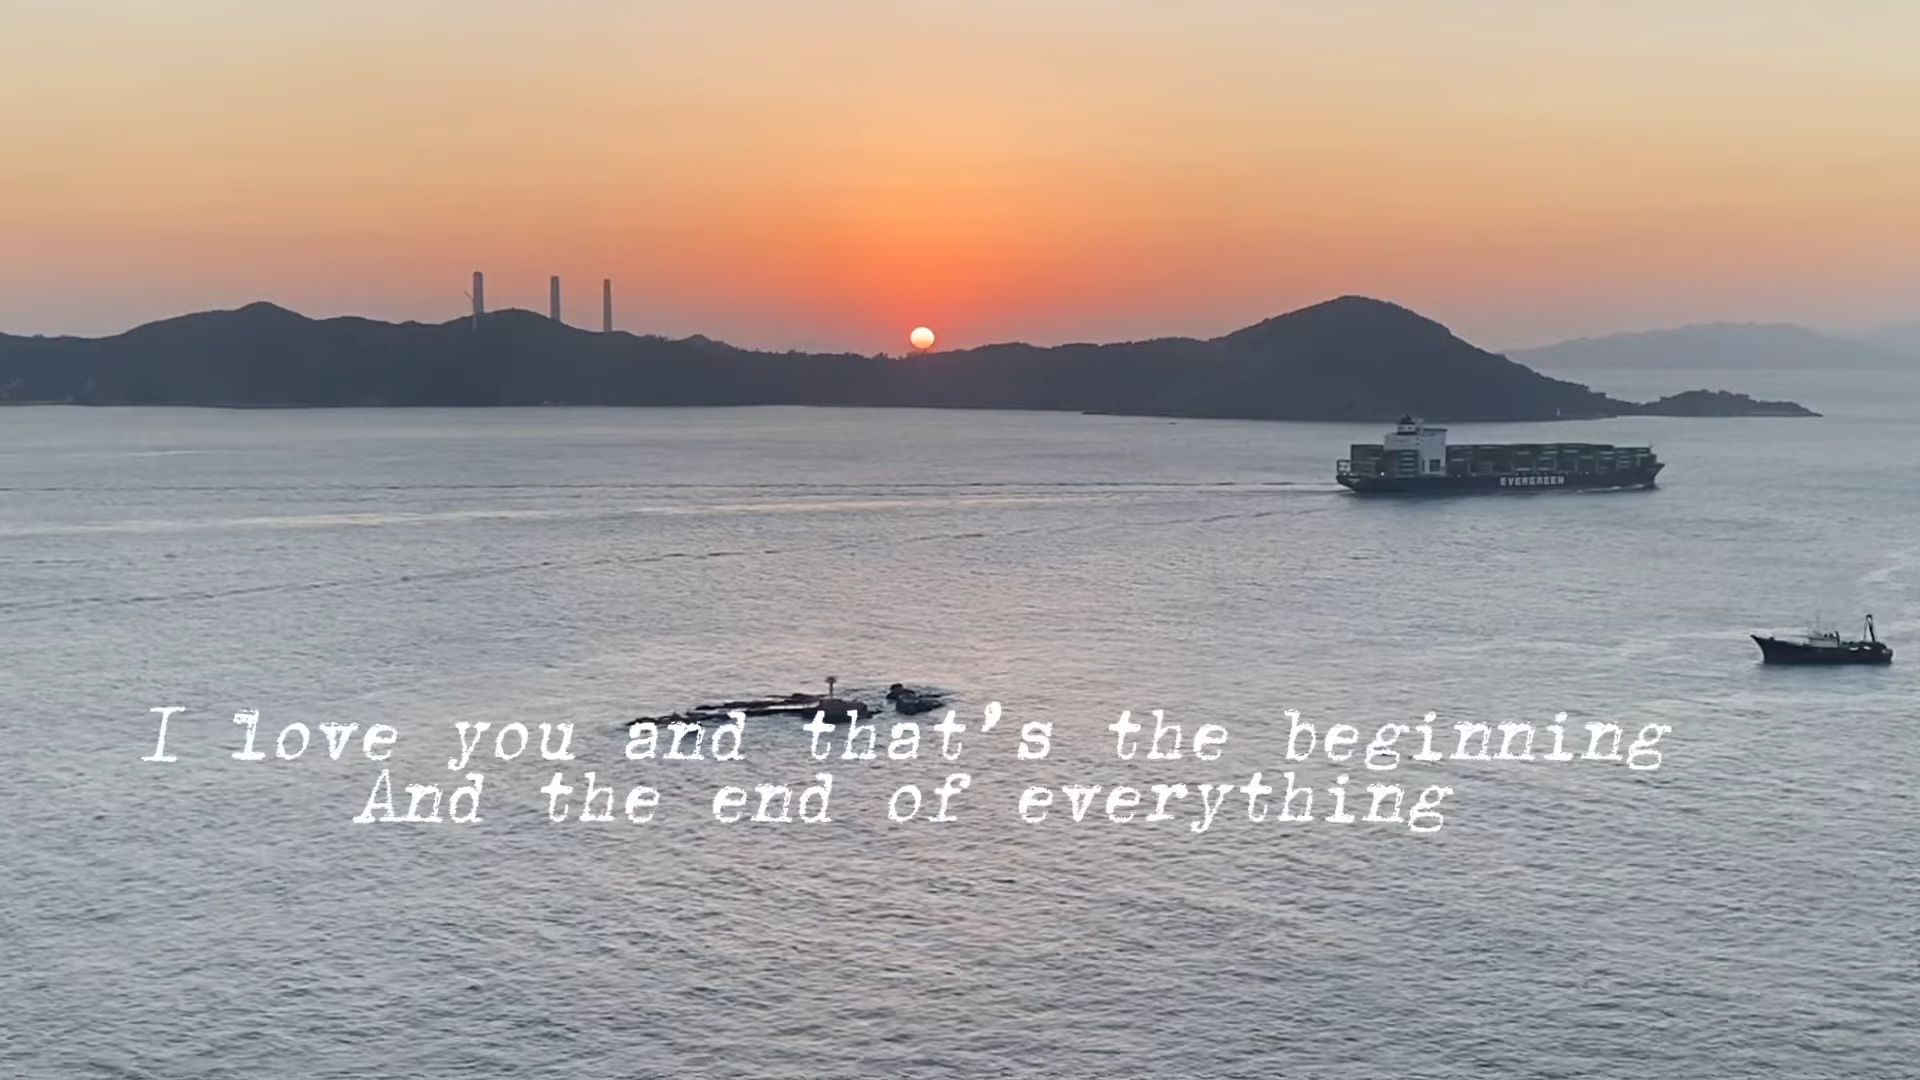 EVERGREEN
I love you and that's the beginning
And the end of everything